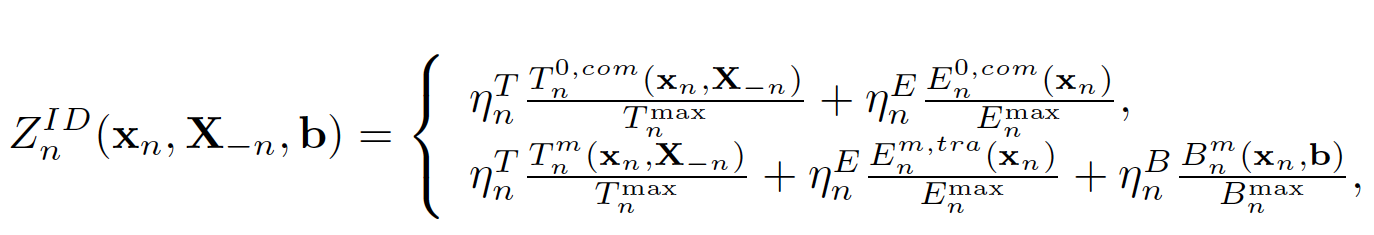 $Z_n^{ID}(\mathbf{x}_n, \mathbf{X}_{-n}, \mathbf{b}) = \begin{cases} \eta_n^T \frac{T_n^{0,com}(\mathbf{x}_n, \mathbf{X}_{-n})}{T_n^{\max}} + \eta_n^E \frac{E_n^{0,com}(\mathbf{x}_n)}{E_n^{\max}}, \\ \eta_n^T \frac{T_n^m(\mathbf{x}_n, \mathbf{X}_{-n})}{T_n^{\max}} + \eta_n^E \frac{E_n^{m,tra}(\mathbf{x}_n)}{E_n^{\max}} + \eta_n^B \frac{B_n^m(\mathbf{x}_n, \mathbf{b})}{B_n^{\max}}, \end{cases}$